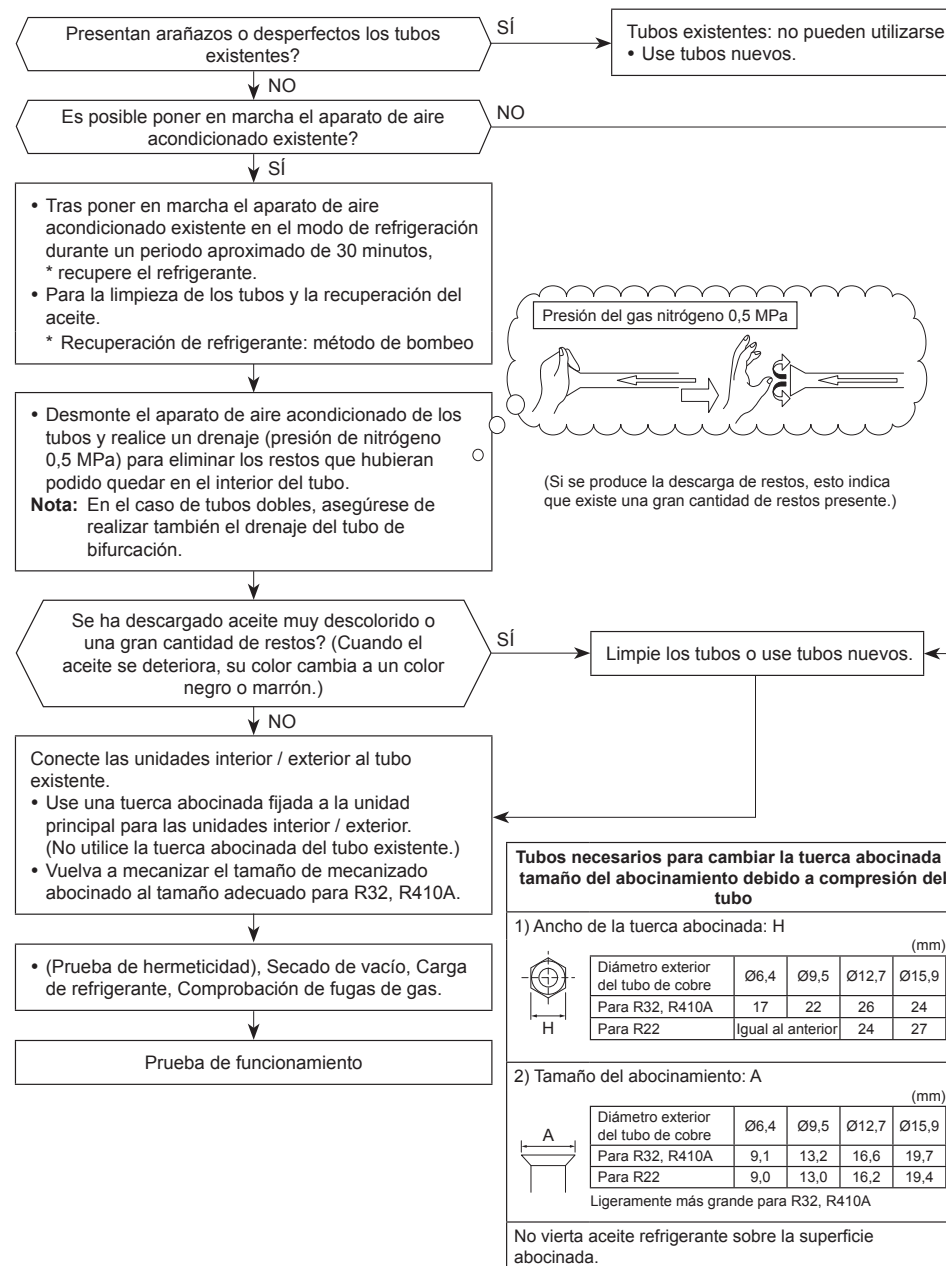 Presentan arañazos o desperfectos los tubos
existentes?
SÍ
Tubos existentes: no pueden utilizarse
• Use tubos nuevos.
NO
Es posible poner en marcha el aparato de aire
acondicionado existente?
NO
SÍ
• Tras poner en marcha el aparato de aire
acondicionado existente en el modo de refrigeración
durante un periodo aproximado de 30 minutos,
* recupere el refrigerante.
• Para la limpieza de los tubos y la recuperación del
aceite.
* Recuperación de refrigerante: método de bombeo
Presión del gas nitrógeno 0,5 MPa
• Desmonte el aparato de aire acondicionado de los
tubos y realice un drenaje (presión de nitrógeno
0,5 MPa) para eliminar los restos que hubieran
podido quedar en el interior del tubo.
Nota: En el caso de tubos dobles, asegúrese de
realizar también el drenaje del tubo de
bifurcación.
(Si se produce la descarga de restos, esto indica
que existe una gran cantidad de restos presente.)
Se ha descargado aceite muy descolorido o
una gran cantidad de restos? (Cuando el
aceite se deteriora, su color cambia a un color
negro o marrón.)
SÍ
Limpie los tubos o use tubos nuevos.
NO
Conecte las unidades interior / exterior al tubo
existente.
• Use una tuerca abocinada fijada a la unidad
principal para las unidades interior / exterior.
(No utilice la tuerca abocinada del tubo existente.)
• Vuelva a mecanizar el tamaño de mecanizado
abocinado al tamaño adecuado para R32, R410A.
• (Prueba de hermeticidad), Secado de vacío, Carga
de refrigerante, Comprobación de fugas de gas.
Prueba de funcionamiento
Tubos necesarios para cambiar la tuerca abocinada
tamaño del abocinamiento debido a compresión del
tubo
1) Ancho de la tuerca abocinada: H
(mm)
Diámetro exterior
del tubo de cobre Ø6,4 Ø9,5 Ø12,7 Ø15,9
Para R32, R410A 17 22 26 24
Para R22 Igual al anterior 24 27
H
2) Tamaño del abocinamiento: A
(mm)
Diámetro exterior
del tubo de cobre Ø6,4 Ø9,5 Ø12,7 Ø15,9
A
Para R32, R410A 9,1 13,2 16,6 19,7
Para R22 9,0 13,0 16,2 19,4
Ligeramente más grande para R32, R410A
No vierta aceite refrigerante sobre la superficie
abocinada.